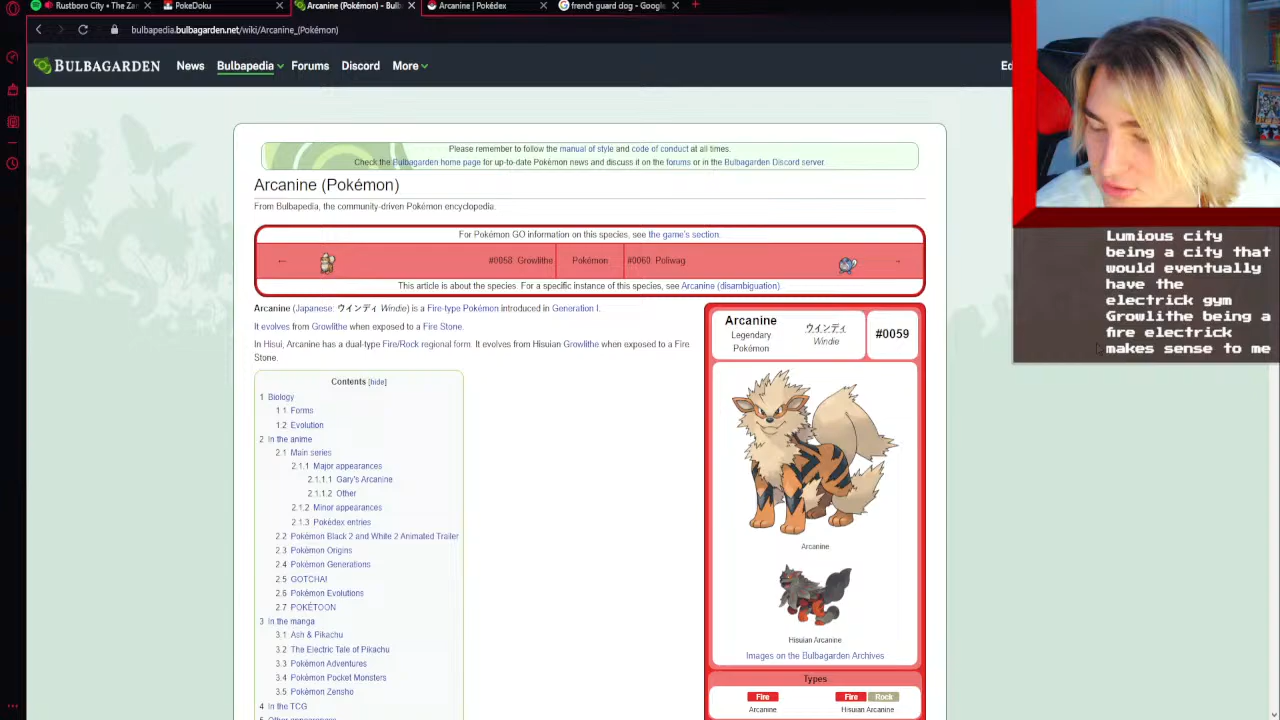 Rustboro City • The Zan
PokeDoku
Arcanine (Pokémon) - Bulb
Arcanine | Pokédex
french guard dog - Google
bulbapedia.bulbagarden.net/wiki/Arcanine_(Pokémon)
BULBAGARDEN News Bulbapedia Forums Discord More Ed
Please remember to follow the manual of style and code of conduct at all times.
Check the Bulbagarden home page for up-to-date Pokémon news and discuss it on the forums or in the Bulbagarden Discord server.
Arcanine (Pokémon)
From Bulbapedia, the community-driven Pokémon encyclopedia.
For Pokémon GO information on this species, see the game's section.
← #0058 Growlithe Pokémon #0060 Poliwag →
This article is about the species. For a specific instance of this species, see Arcanine (disambiguation).
Arcanine (Japanese: ウインディ Windie) is a Fire-type Pokémon introduced in Generation I.
It evolves from Growlithe when exposed to a Fire Stone.
In Hisui, Arcanine has a dual-type Fire/Rock regional form. It evolves from Hisuian Growlithe when exposed to a Fire
Stone.
Contents [hide]
1 Biology
1.1 Forms
1.2 Evolution
2 In the anime
2.1 Main series
2.1.1 Major appearances
2.1.1.1 Gary's Arcanine
2.1.1.2 Other
2.1.2 Minor appearances
2.1.3 Pokédex entries
2.2 Pokémon Black 2 and White 2 Animated Trailer
2.3 Pokémon Origins
2.4 Pokémon Generations
2.5 GOTCHA!
2.6 Pokémon Evolutions
2.7 POKÉTOON
3 In the manga
3.1 Ash & Pikachu
3.2 The Electric Tale of Pikachu
3.3 Pokémon Adventures
3.4 Pokémon Pocket Monsters
3.5 Pokémon Zensho
4 In the TCG
5 Other appearances
Arcanine
Legendary
Pokémon
ウインディ
Windie
#0059
Arcanine
Hisuian Arcanine
Images on the Bulbagarden Archives
Types
Fire
Arcanine
Fire Rock
Hisuian Arcanine
Lumious city
being a city that
would eventually
have the
electrick gym
Growlithe being a
fire electrick
makes sense to me